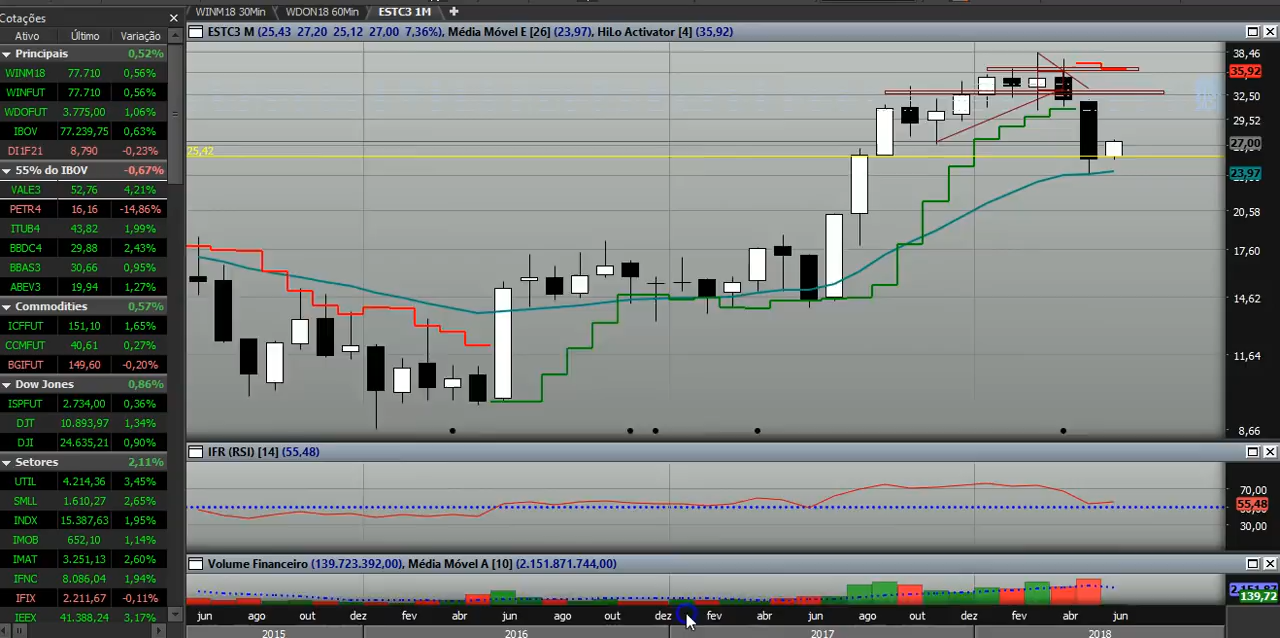 Cotações
WINM18 30Min WDON18 60Min ESTC3 1M
Ativo Último Variação
Principais 0,52%
WINM18 77.710 0,56%
WINFUT 77.710 0,56%
WDOFUT 3.775,00 1,06%
IBOV 77.239,75 0,63%
DI1F21 8,790 -0,23%
55% do IBOV -0,67%
VALE3 52,76 4,21%
PETR4 16,16 -14,86%
ITUB4 43,82 1,99%
BBDC4 29,88 2,43%
BBAS3 30,66 0,95%
ABEV3 19,94 1,27%
Commodities 0,57%
ICFFUT 151,10 1,65%
CCMFUT 40,61 0,27%
BGIFUT 149,60 -0,20%
Dow Jones 0,86%
ISPFUT 2.734,00 0,36%
DJT 10.893,97 1,34%
DJI 24.635,21 0,90%
Setores 2,11%
UTIL 4.214,36 3,45%
SMLL 1.610,27 2,65%
INDX 15.387,63 1,95%
IMOB 652,10 1,14%
IMAT 3.251,13 2,60%
IFNC 8.086,04 1,94%
IFIX 2.211,67 -0,11%
IEEX 41.388,24 3,17%
ESTC3 M (25,43 27,20 25,12 27,00 7,36%), Média Móvel E [26] (23,97), HiLo Activator [4] (35,92)
38,46
35,92
32,50
29,52
27,00
25,42
23,97
20,58
17,60
14,62
11,64
8,66
IFR (RSI) [14] (55,48)
70,00
55,48
30,00
Volume Financeiro (139.723.392,00), Média Móvel A [10] (2.151.871.744,00)
139,72
jun ago out dez fev abr jun ago out dez fev abr jun ago out dez fev abr jun
2015 2016 2017 2018